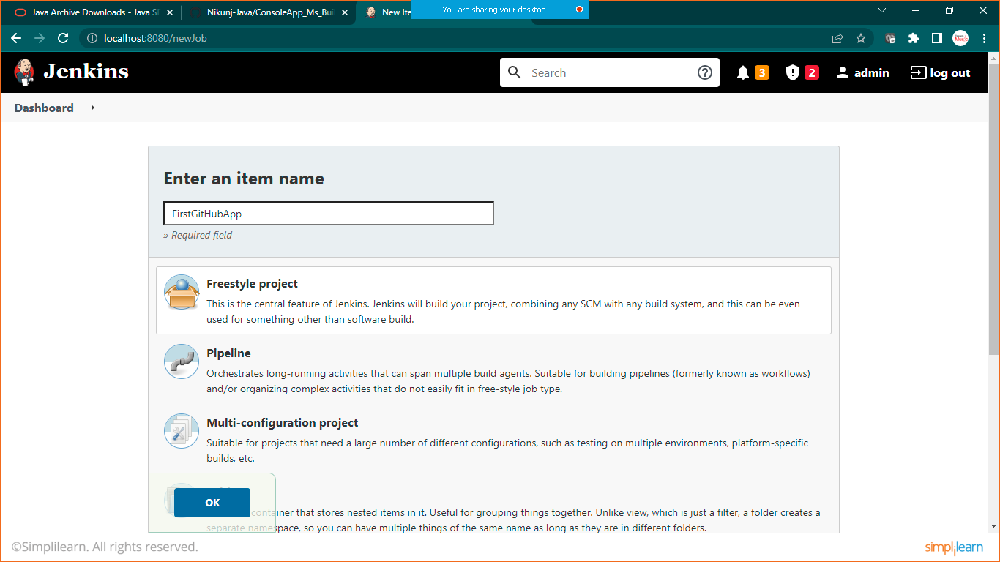 Java Archive Downloads - Java SE
Nikunj-Java/ConsoleApp_Ms_Bui
New Ite
You are sharing your desktop
localhost:8080/newJob
Jenkins
Search
3
2
admin
log out
Dashboard
Enter an item name
FirstGitHubApp
» Required field
Freestyle project
This is the central feature of Jenkins. Jenkins will build your project, combining any SCM with any build system, and this can be even
used for something other than software build.
Pipeline
Orchestrates long-running activities that can span multiple build agents. Suitable for building pipelines (formerly known as workflows)
and/or organizing complex activities that do not easily fit in free-style job type.
Multi-configuration project
Suitable for projects that need a large number of different configurations, such as testing on multiple environments, platform-specific
builds, etc.
OK
container that stores nested items in it. Useful for grouping things together. Unlike view, which is just a filter, a folder creates a
separate namespace, so you can have multiple things of the same name as long as they are in different folders.
©Simplilearn. All rights reserved.
simplilearn